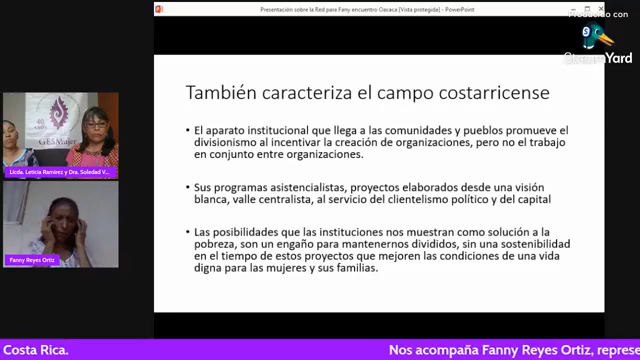 Presentación sobre la Red para Fany encuentro Oaxaca [Vista protegida] - PowerPoint
Producido con
StreamYard
También caracteriza el campo costarricense
• El aparato institucional que llega a las comunidades y pueblos promueve el
divisionismo al incentivar la creación de organizaciones, pero no el trabajo
en conjunto entre organizaciones.
• Sus programas asistencialistas, proyectos elaborados desde una visión
blanca, valle centralista, al servicio del clientelismo político y del capital
• Las posibilidades que las instituciones nos muestran como solución a la
pobreza, son un engaño para mantenernos divididos, sin una sostenibilidad
en el tiempo de estos proyectos que mejoren las condiciones de una vida
digna para las mujeres y sus familias.
GESMujer
Licda. Leticia Ramírez y Dra. Soledad V...
Fanny Reyes Ortiz
Costa Rica.
Nos acompaña Fanny Reyes Ortiz, represe